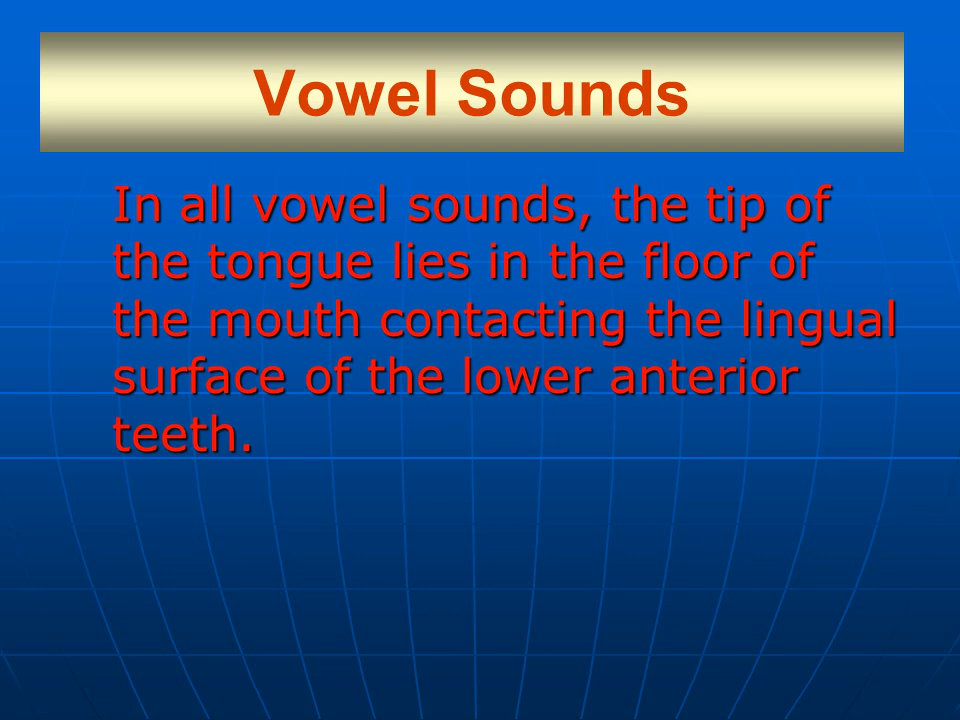 Vowel Sounds
In all vowel sounds, the tip of
the tongue lies in the floor of
the mouth contacting the lingual
surface of the lower anterior
teeth.